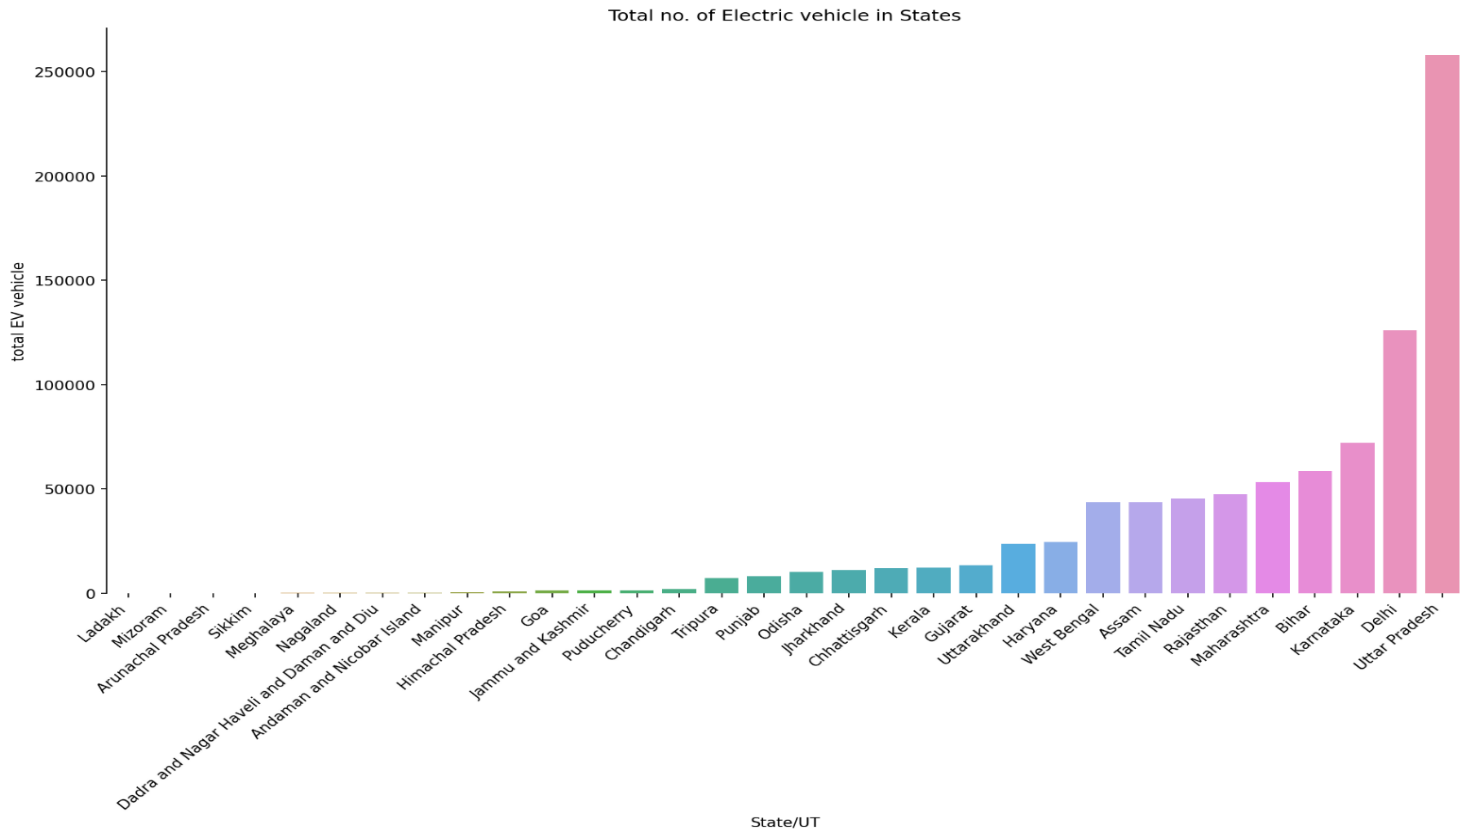 Total no. of Electric vehicle in States
total EV vehicle
250000
200000
150000
100000
50000
0
Ladakh
Mizoram
Arunachal Pradesh
Sikkim
Meghalaya
Nagaland
Dadra and Nagar Haveli and Daman and Diu
Andaman and Nicobar Island
Manipur
Himachal Pradesh
Goa
Jammu and Kashmir
Puducherry
Chandigarh
Tripura
Punjab
Odisha
Jharkhand
Chhattisgarh
Kerala
Gujarat
Uttarakhand
Haryana
West Bengal
Assam
Tamil Nadu
Rajasthan
Maharashtra
Bihar
Karnataka
Delhi
Uttar Pradesh
State/UT